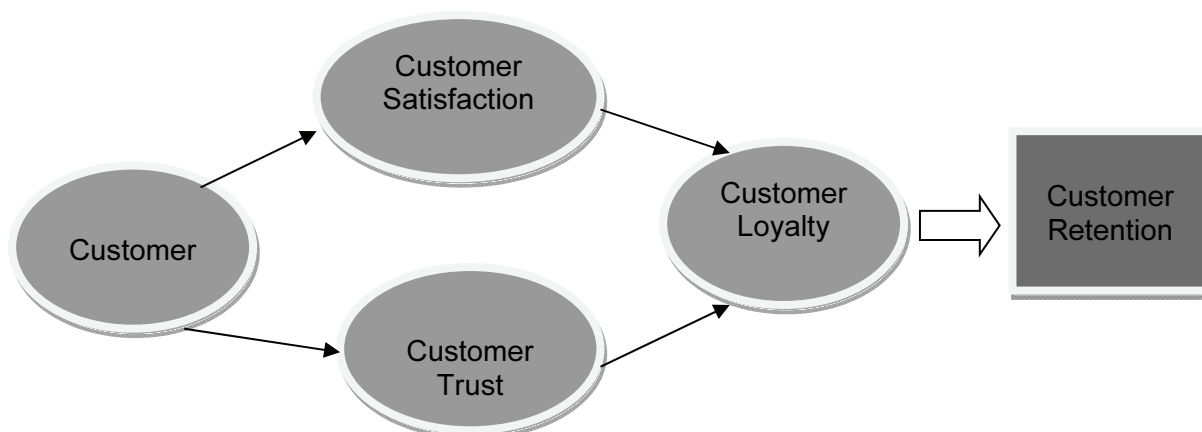 Customer
Satisfaction
Customer
Customer
Trust
Customer
Loyalty
Customer
Retention